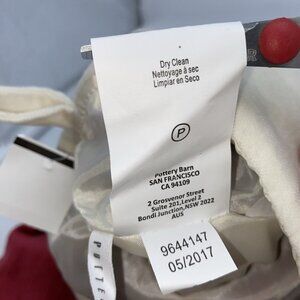 Dry Clean
Nettoyage à sec
Limpiar en Seco
P
Pottery Barn
SAN FRANCISCO
CA 94109
2 Grosvenor Street
Suite 201, Level 2
Bondi Junction, NSW 2022
AUS
9644147
05/2017
POTTE